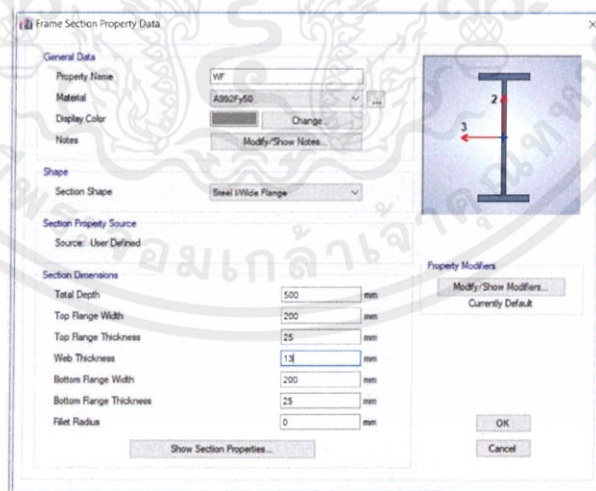 Frame Section Property Data
General Data
Property Name WF
Material A992Fy50 ...
Display Color Change...
Notes Modify/Show Notes...
Shape
Section Shape Steel I/Wide Flange
Section Property Source
Source: User Defined
Section Dimensions
Total Depth 500 mm
Top Flange Width 200 mm
Top Flange Thickness 25 mm
Web Thickness 13 mm
Bottom Flange Width 200 mm
Bottom Flange Thickness 25 mm
Fillet Radius 0 mm
Show Section Properties...
2
3
Property Modifiers
Modify/Show Modifiers...
Currently Default
OK
Cancel